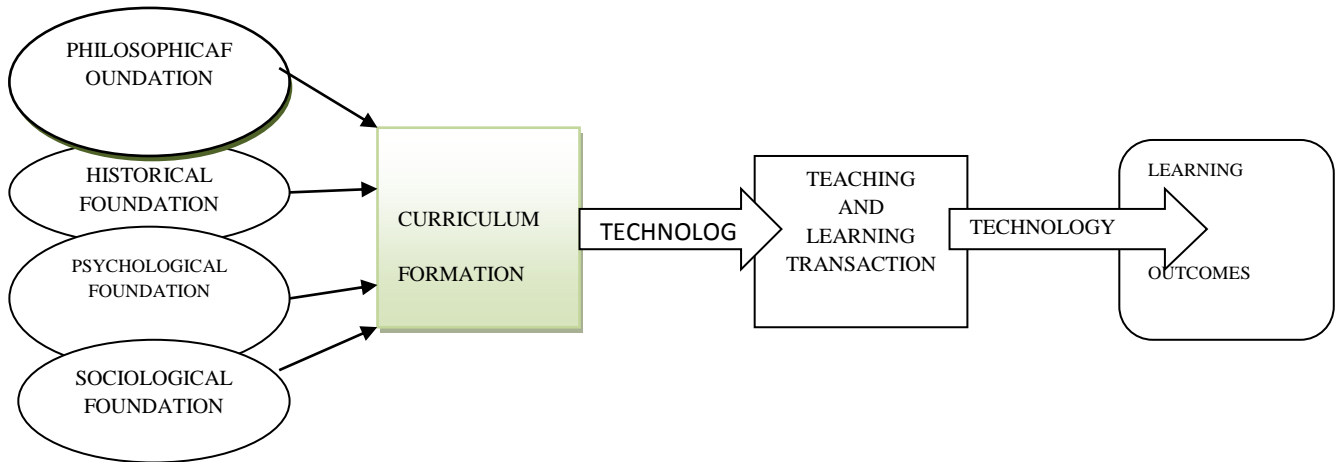 PHILOSOPHICAF
OUNDATION
HISTORICAL
FOUNDATION
PSYCHOLOGICAL
FOUNDATION
SOCIOLOGICAL
FOUNDATION
CURRICULUM
FORMATION
TECHNOLOG
TEACHING
AND
LEARNING
TRANSACTION
TECHNOLOGY
LEARNING
OUTCOMES